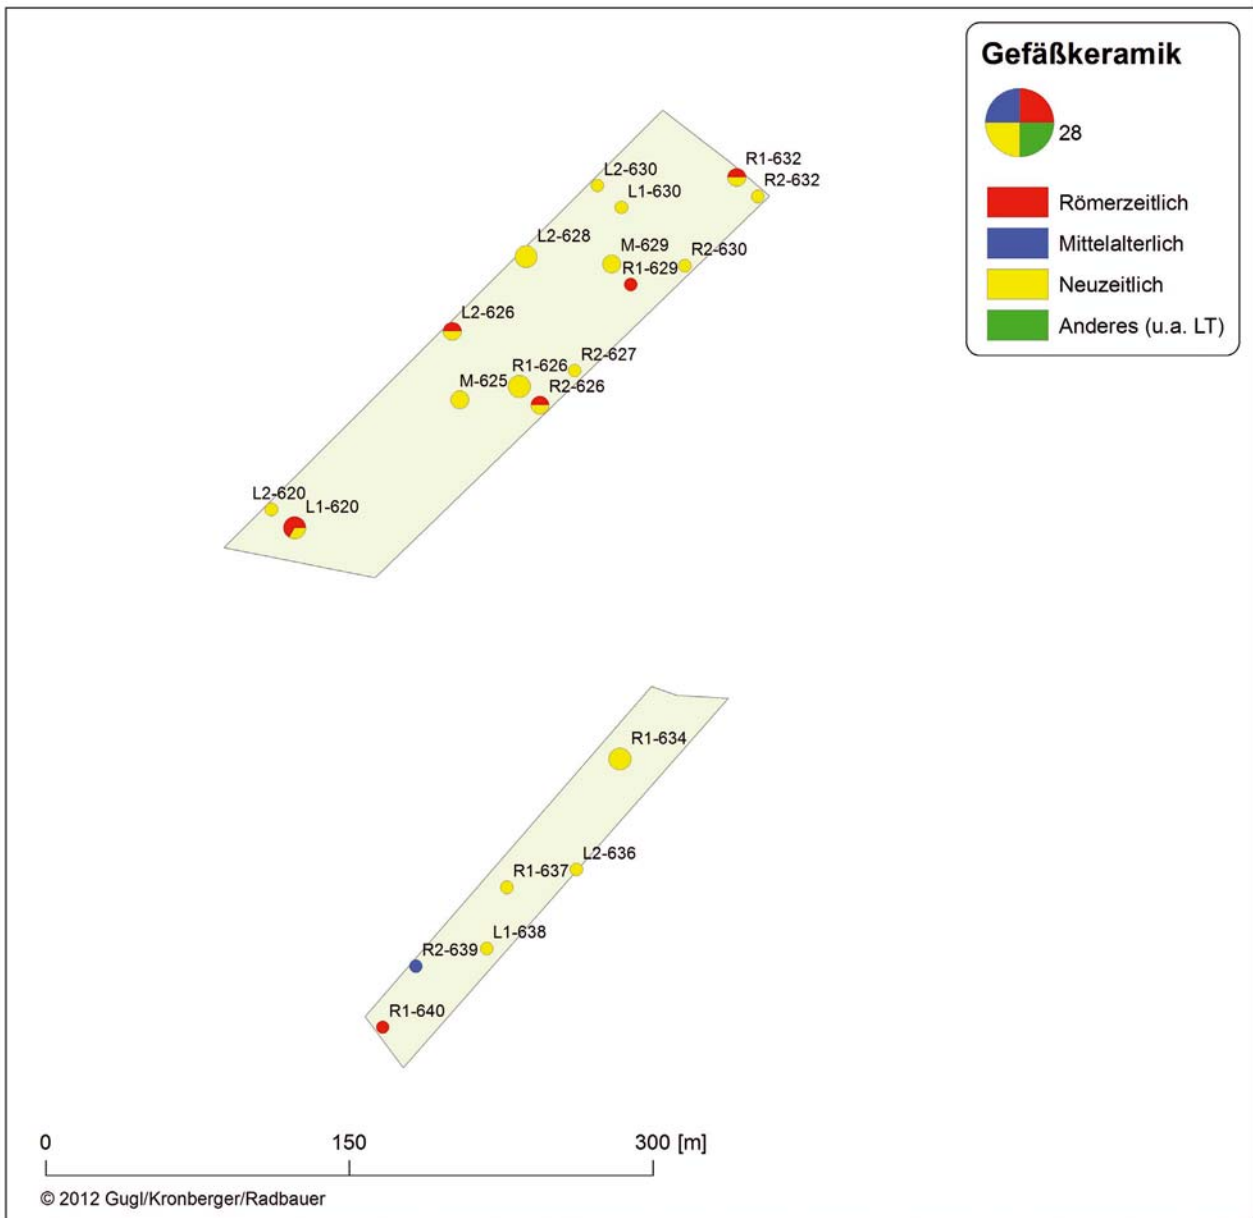 Gefäßkeramik
28
Römerzeitlich
Mittelalterlich
Neuzeitlich
Anderes (u.a. LT)
R1-632
L2-630
R2-632
L1-630
L2-628
M-629
R2-630
R1-629
L2-626
R2-627
R1-626
M-625
R2-626
L2-620
L1-620
R1-634
L2-636
R1-637
L1-638
R2-639
R1-640
0 150 300 [m]
© 2012 Gugl/Kronberger/Radbauer